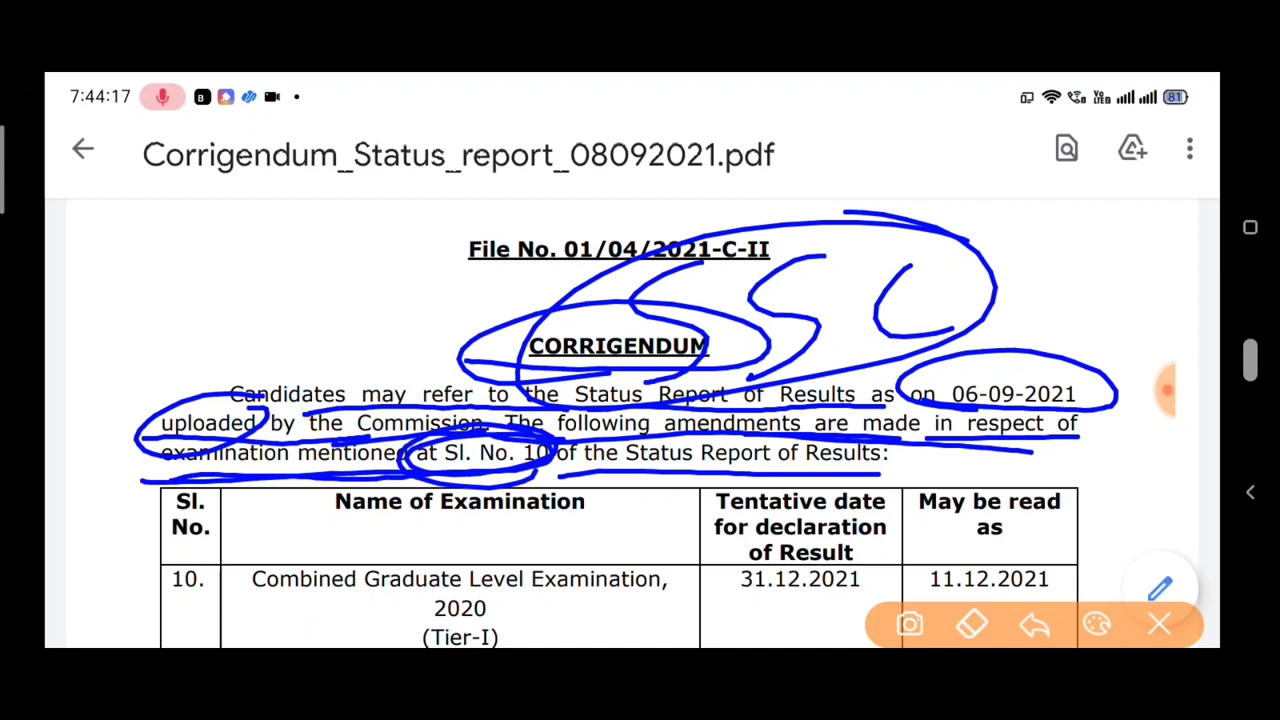 7:44:17 B Vo LTE 81
Corrigendum_Status_report_08092021.pdf
File No. 01/04/2021-C-II
SSC
CORRIGENDUM
Candidates may refer to the Status Report of Results as on 06-09-2021
uploaded by the Commission. The following amendments are made in respect of
examination mentioned at Sl. No. 10 of the Status Report of Results:
Sl. No. Name of Examination Tentative date for declaration of Result May be read as
10. Combined Graduate Level Examination, 2020 (Tier-I) 31.12.2021 11.12.2021